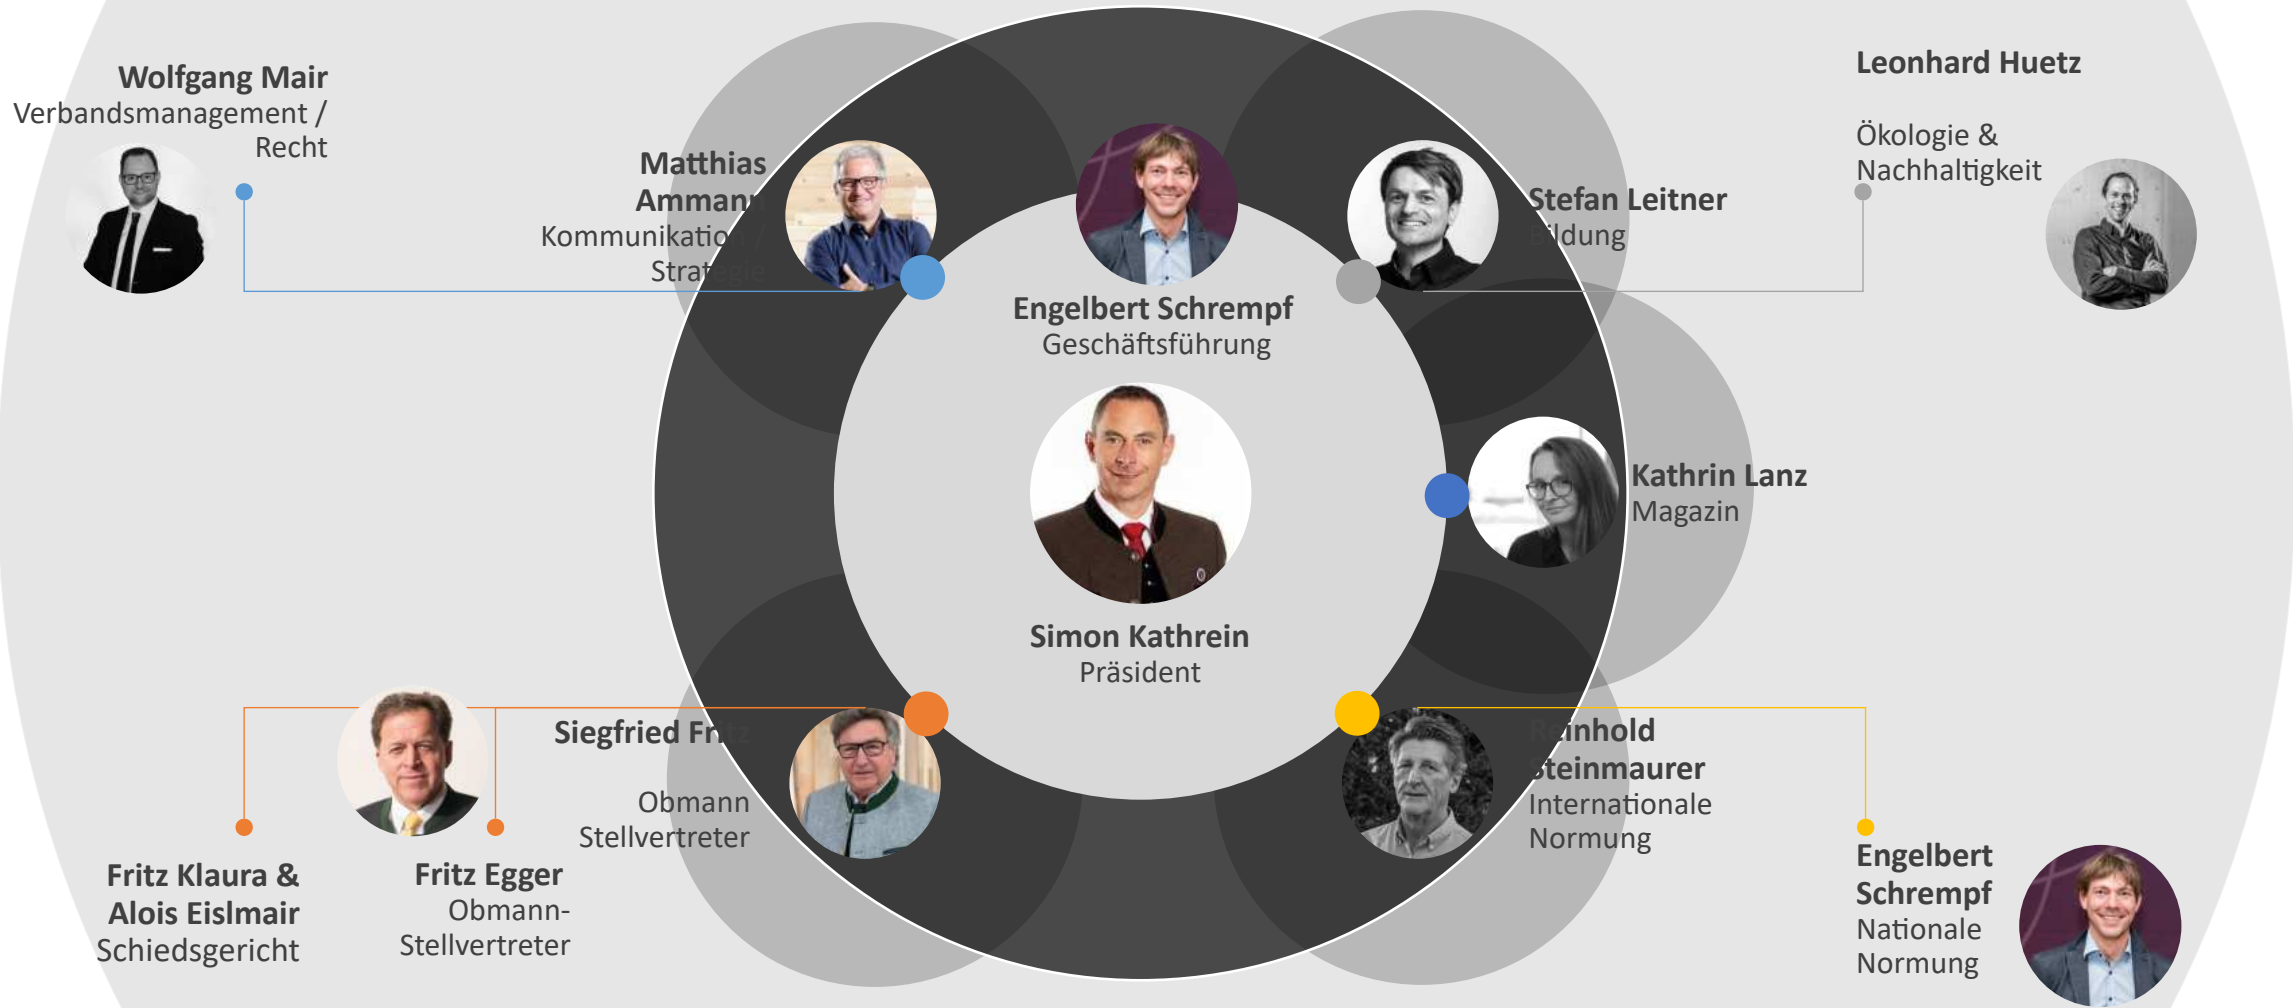 Wolfgang Mair
Verbandsmanagement /
Recht
Matthias
Ammann
Kommunikation /
Strategie
Engelbert Schrempf
Geschäftsführung
Stefan Leitner
Bildung
Leonhard Huetz
Ökologie &
Nachhaltigkeit
Kathrin Lanz
Magazin
Simon Kathrein
Präsident
Siegfried Fritz
Obmann
Stellvertreter
Reinhold
Steinmaurer
Internationale
Normung
Fritz Klaura &
Alois Eislmair
Schiedsgericht
Fritz Egger
Obmann-
Stellvertreter
Engelbert
Schrempf
Nationale
Normung